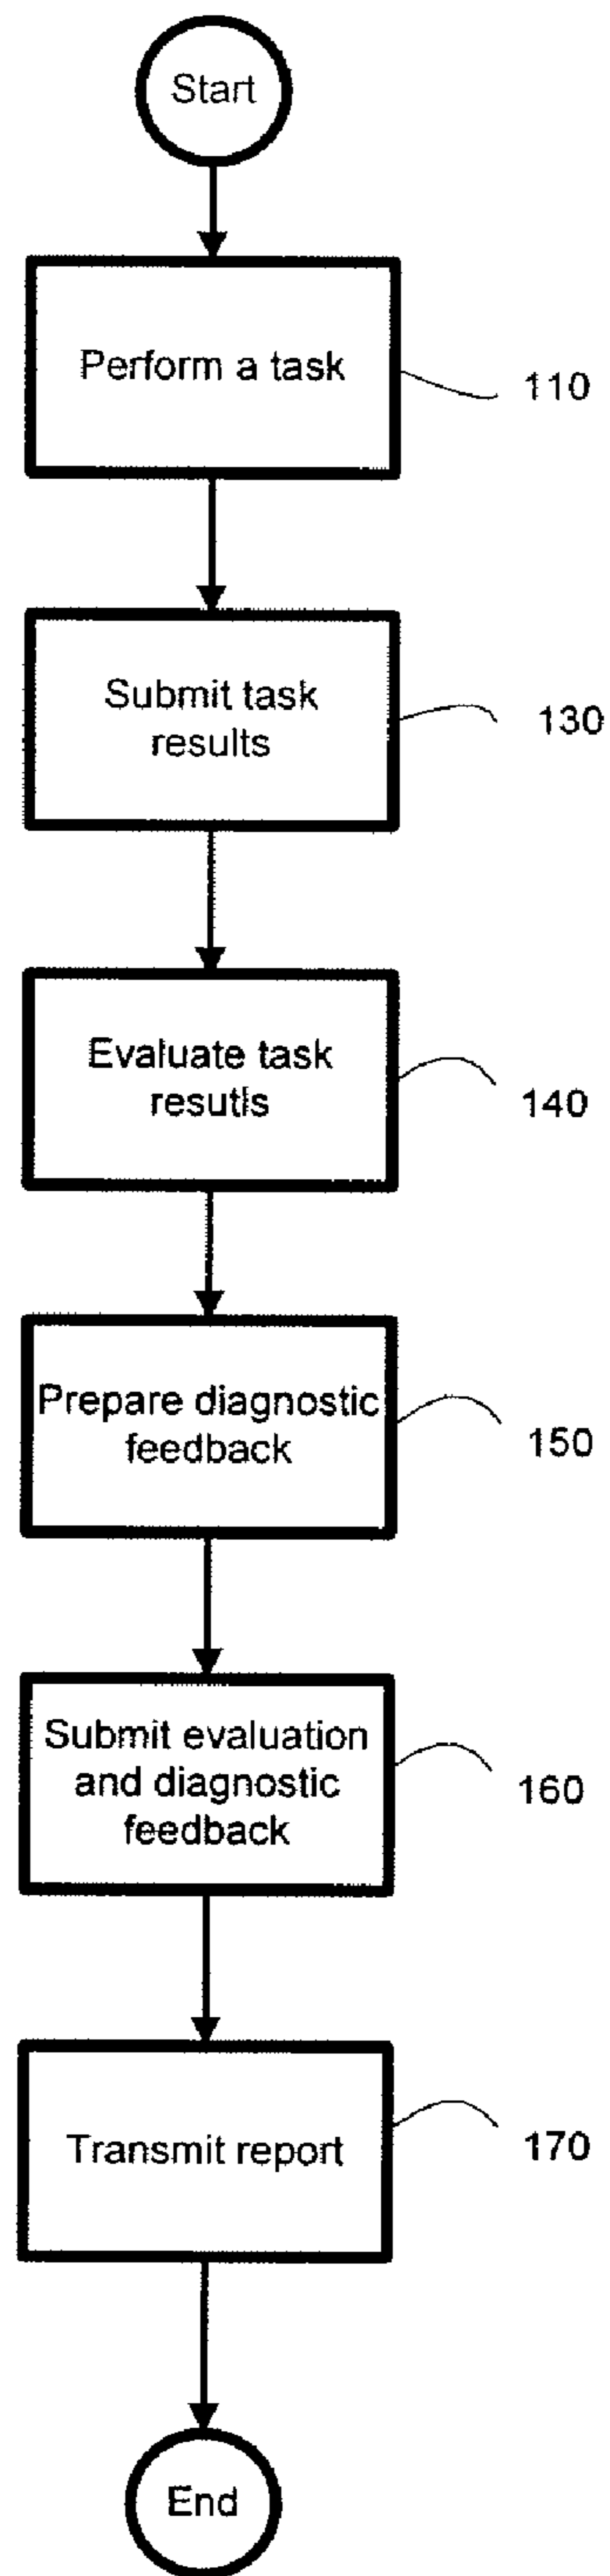 Start
Perform a task
110
Submit task
results
130
Evaluate task
resutls
140
Prepare diagnostic
feedback
150
Submit evaluation
and diagnostic
feedback
160
Transmit report
170
End